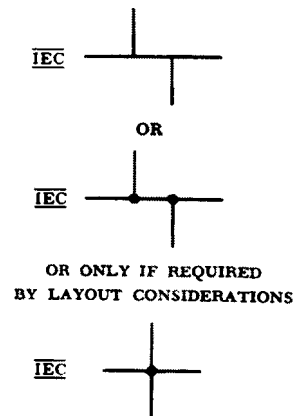 IEC
OR
IEC
OR ONLY IF REQUIRED
BY LAYOUT CONSIDERATIONS
IEC